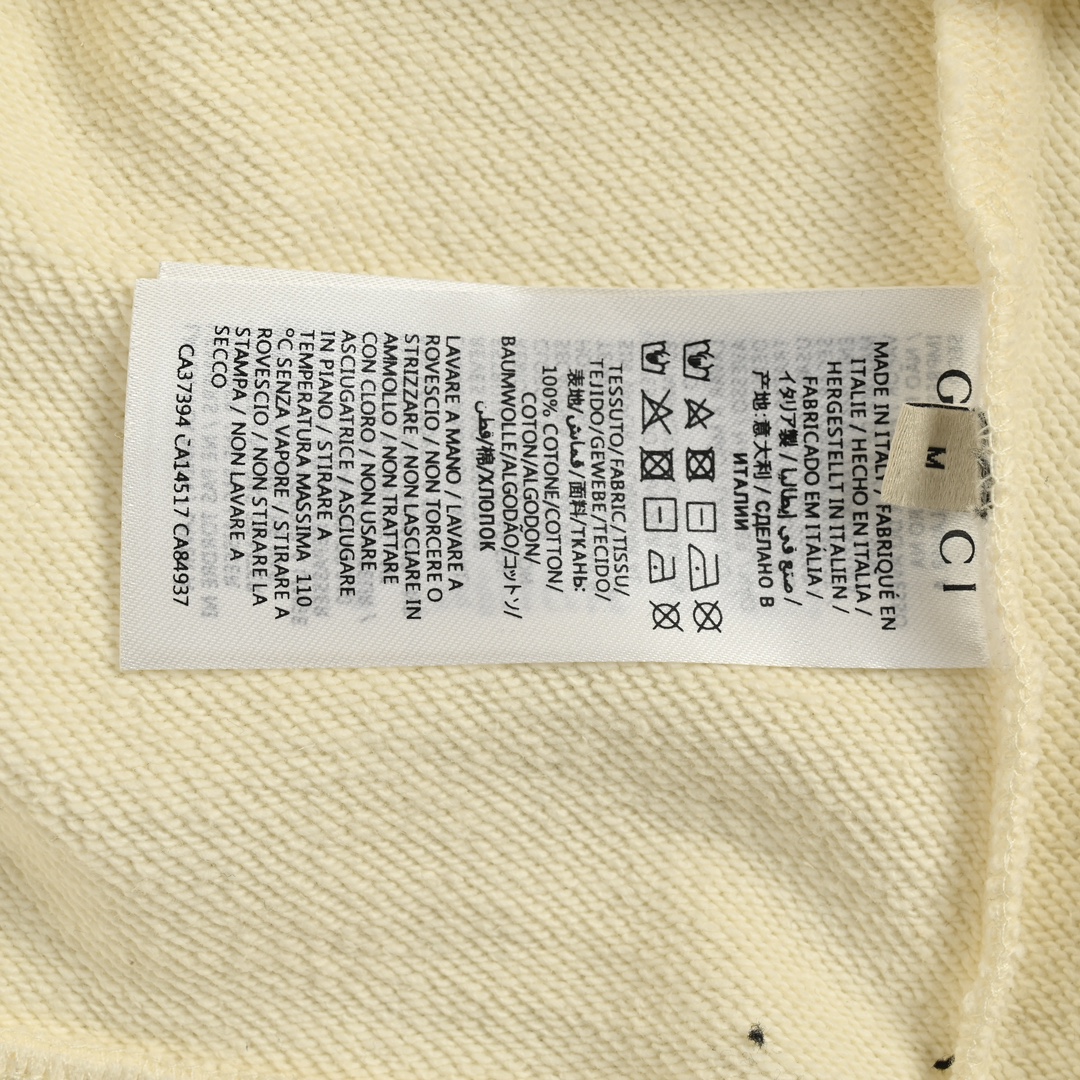 G CI
M
MADE IN ITALY / FABRIQUÉ EN
ITALIE / HECHO EN ITALIA /
HERGESTELLT IN ITALIEN /
FABRICADO EM ITÁLIA /
イタリア製 / صنع في إيطاليا /
产地:意大利 / СДЕЛАНО В
ИТАЛИИ
TESSUTO/FABRIC/TISSU/
TEJIDO/GEWEBE/TECIDO/
表地/قماش/面料/ТКАНЬ:
100% COTONE/COTTON/
COTON/ALGODÓN/
BAUMWOLLE/ALGODÃO/コットン/
قطن/棉/ХЛОПОК
LAVARE A MANO / LAVARE A
ROVESCIO / NON TORCERE O
STRIZZARE / NON LASCIARE IN
AMMOLLO / NON TRATTARE
CON CLORO / NON USARE
ASCIUGATRICE / ASCIUGARE
IN PIANO / STIRARE A
TEMPERATURA MASSIMA 110
°C SENZA VAPORE / STIRARE A
ROVESCIO / NON STIRARE LA
STAMPA / NON LAVARE A
SECCO
CA37394 CA14517 CA84937